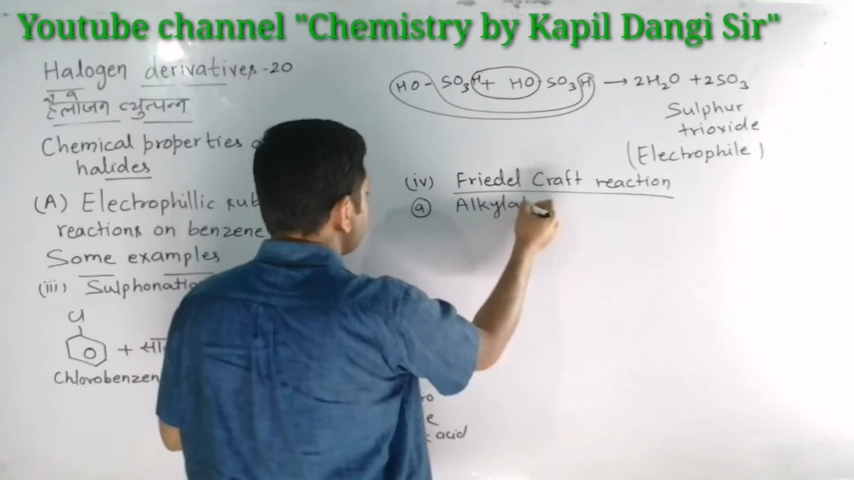 Youtube channel "Chemistry by Kapil Dangi Sir"
Halogen derivatives-20
हैलोजन व्युत्पन्न
Chemical properties
halides
(A) Electrophillic sub
reactions on benzene
Some examples
(iii) Sulphonatio
Cl
+ सा
Chlorobenzen
HO-SO3H + HO-SO3H → 2H2O + 2SO3
Sulphur
trioxide
(Electrophile)
(iv) Friedel Craft reaction
(a) Alkyla
ro
e
acid